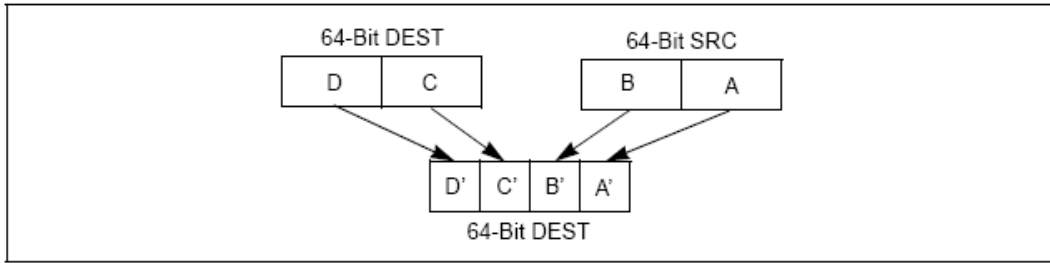 64-Bit DEST 64-Bit SRC
D C B A
D’ C’ B’ A’
64-Bit DEST